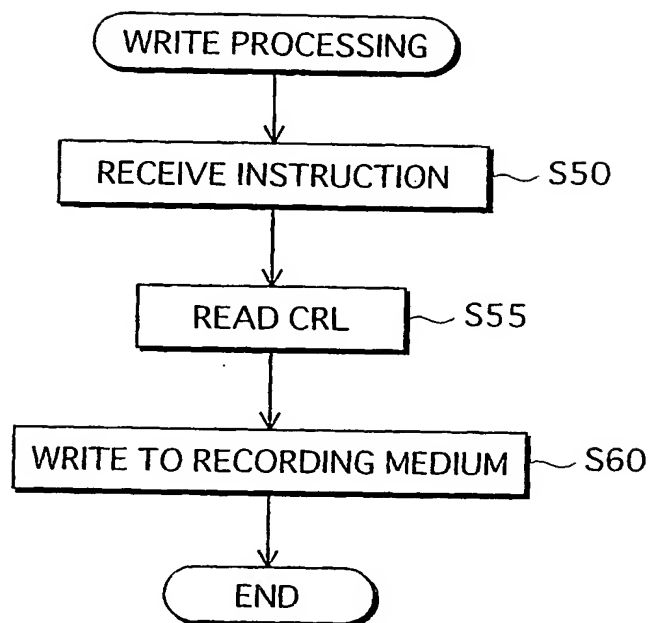 WRITE PROCESSING
RECEIVE INSTRUCTION S50
READ CRL S55
WRITE TO RECORDING MEDIUM S60
END